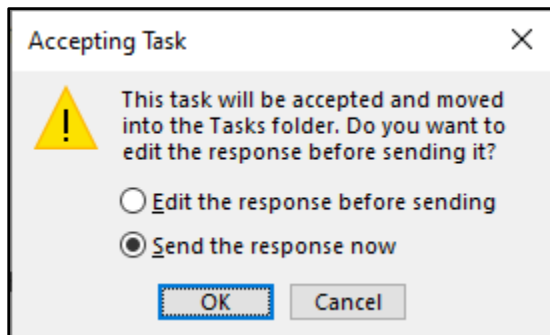 Accepting Task
This task will be accepted and moved
into the Tasks folder. Do you want to
edit the response before sending it?
Edit the response before sending
Send the response now
OK
Cancel